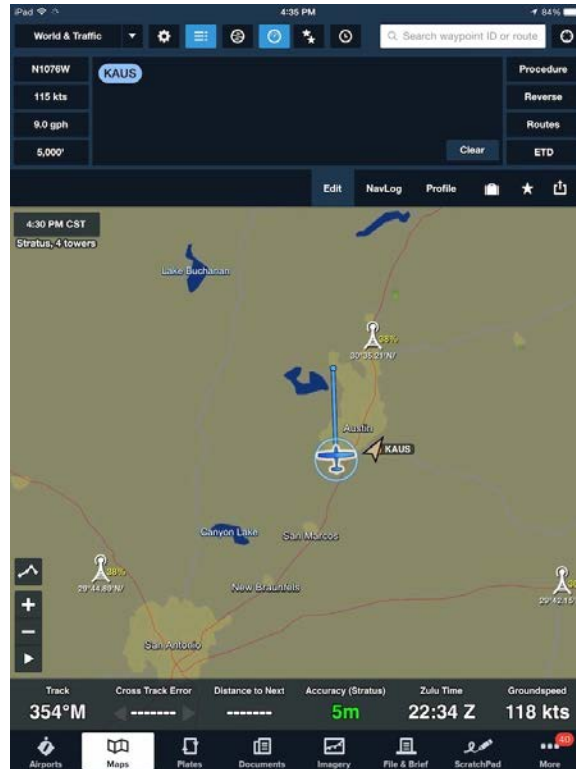 iPad 4:35 PM 84%
World & Traffic Search waypoint ID or route
N1076W KAUS Procedure
115 kts Reverse
9.0 gph Routes
5,000' Clear ETD
Edit NavLog Profile
4:30 PM CST
Stratus, 4 towers
Lake Buchanan
38%
30°35.21'N/
Austin
KAUS
Canyon Lake San Marcos
38%
29°44.89'N/
29°42.15'
New Braunfels
San Antonio
Track Cross Track Error Distance to Next Accuracy (Stratus) Zulu Time Groundspeed
354°M ------- ------- 5m 22:34 Z 118 kts
40
Airports Maps Plates Documents Imagery File & Brief ScratchPad More